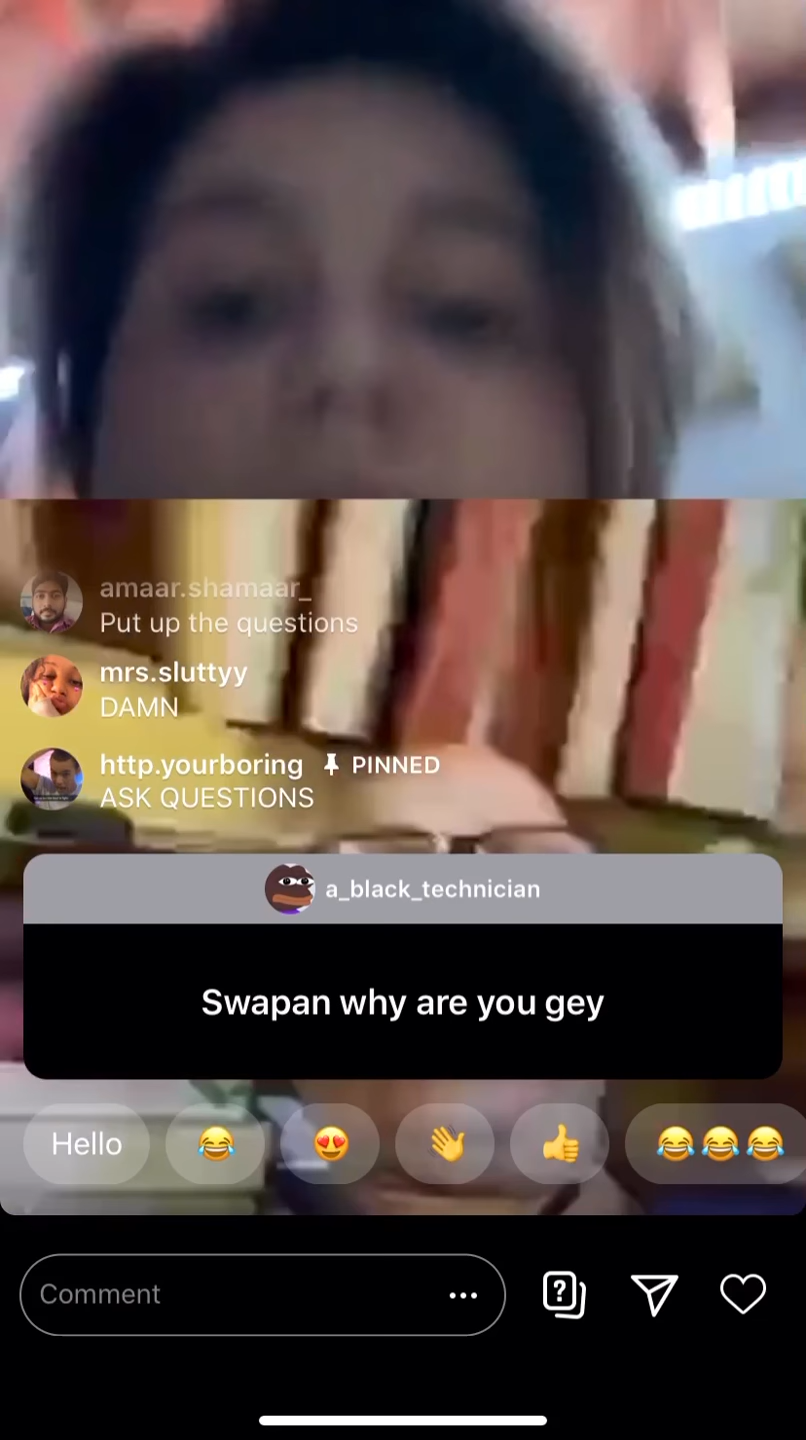 amaar.shamaar_
Put up the questions
mrs.sluttyy
DAMN
http.yourboring PINNED
ASK QUESTIONS
a_black_technician
Swapan why are you gey
Hello
Comment